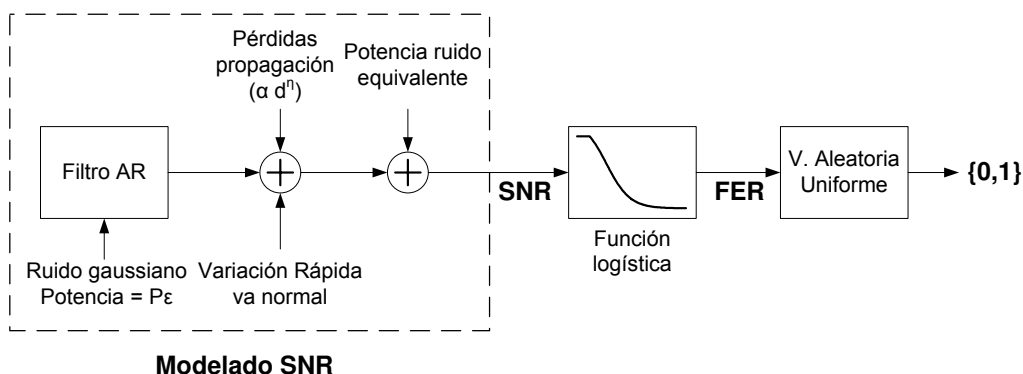 Pérdidas
propagación
(α d^η)
Potencia ruido
equivalente
Filtro AR
SNR
FER
V. Aleatoria
Uniforme
{0,1}
Ruido gaussiano
Potencia = Pε
Variación Rápida
va normal
Función
logística
Modelado SNR